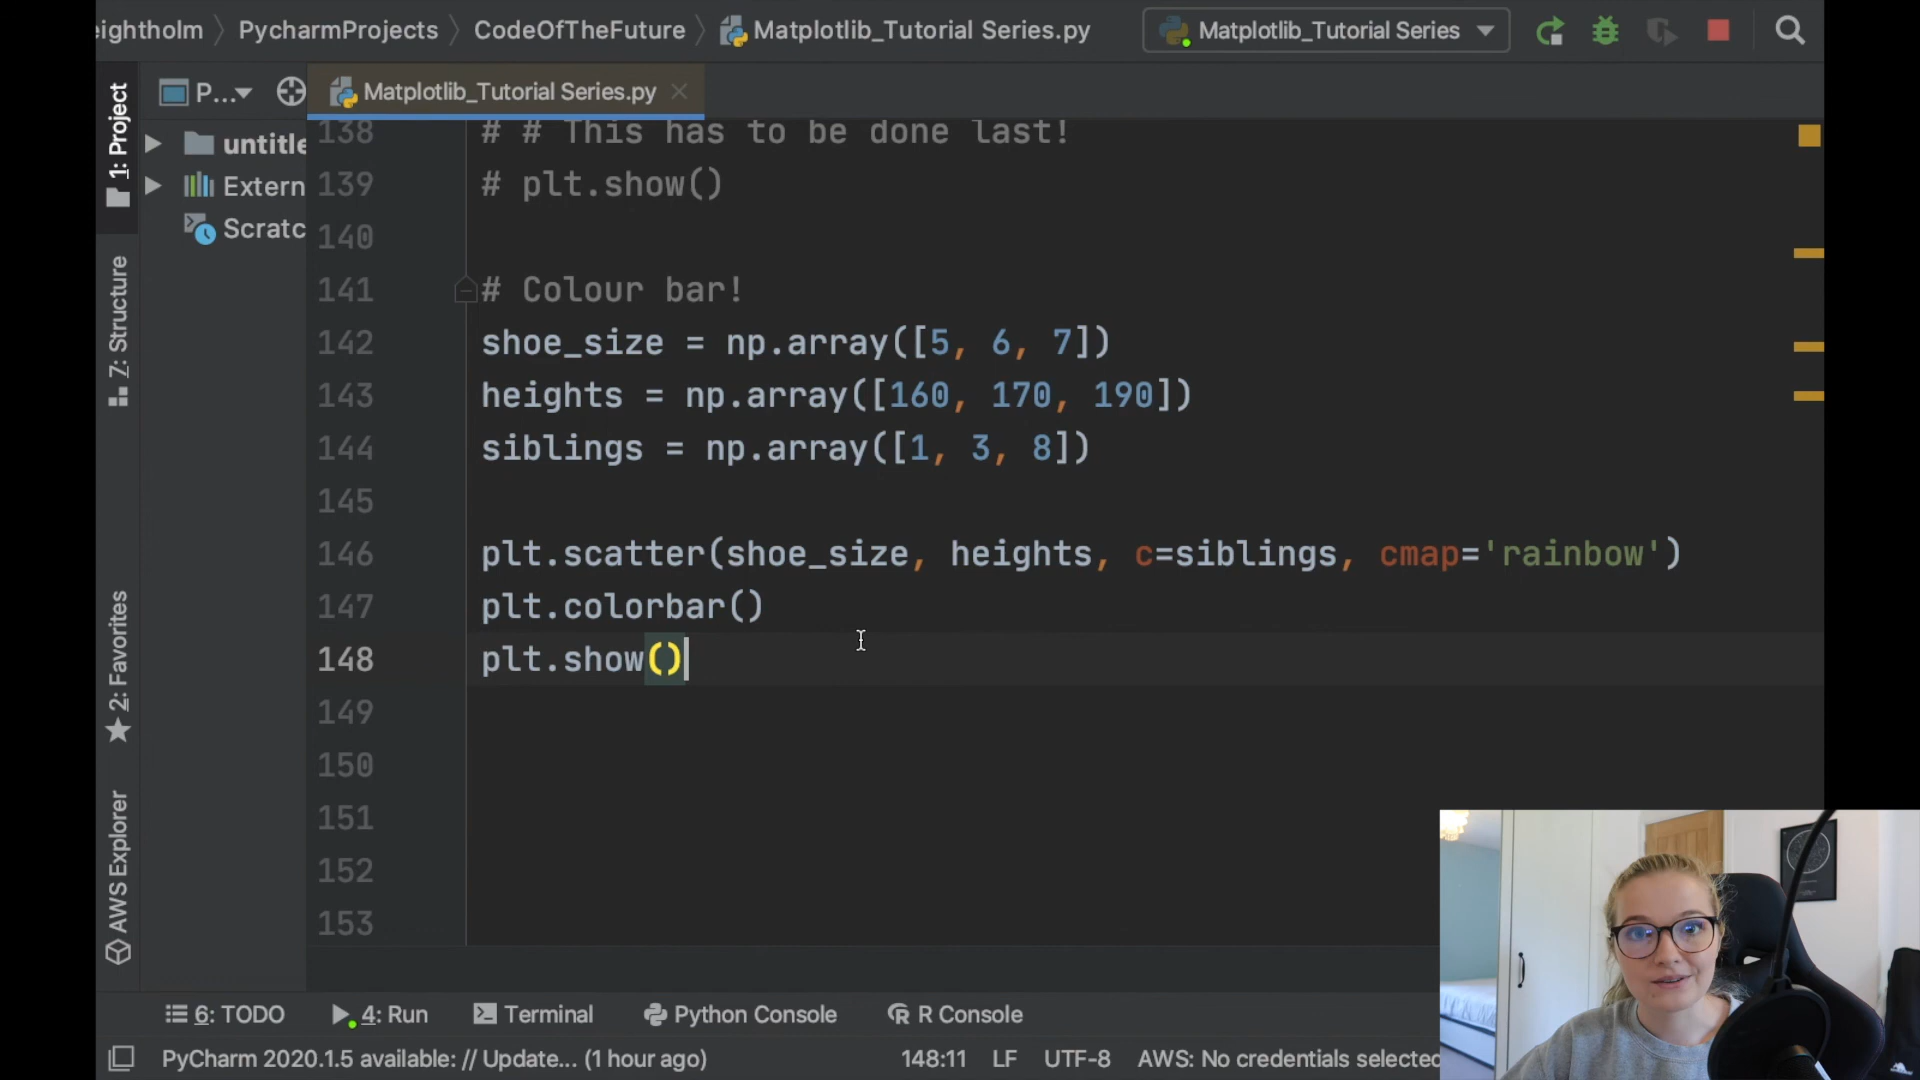 eightholm PycharmProjects CodeOfTheFuture Matplotlib_Tutorial Series.py Matplotlib_Tutorial Series
1: Project
P... Matplotlib_Tutorial Series.py
untitle
Extern
Scratc
7: Structure
2: Favorites
AWS Explorer
138 # # This has to be done last!
139 # plt.show()
140
141 # Colour bar!
142 shoe_size = np.array([5, 6, 7])
143 heights = np.array([160, 170, 190])
144 siblings = np.array([1, 3, 8])
145
146 plt.scatter(shoe_size, heights, c=siblings, cmap='rainbow')
147 plt.colorbar()
148 plt.show()
149
150
151
152
153
6: TODO 4: Run Terminal Python Console R Console
PyCharm 2020.1.5 available: // Update... (1 hour ago) 148:11 LF UTF-8 AWS: No credentials selected